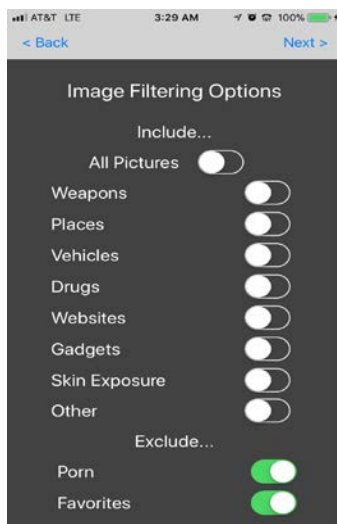 AT&T LTE 3:29 AM 100%
< Back Next >
Image Filtering Options
Include...
All Pictures
Weapons
Places
Vehicles
Drugs
Websites
Gadgets
Skin Exposure
Other
Exclude...
Porn
Favorites